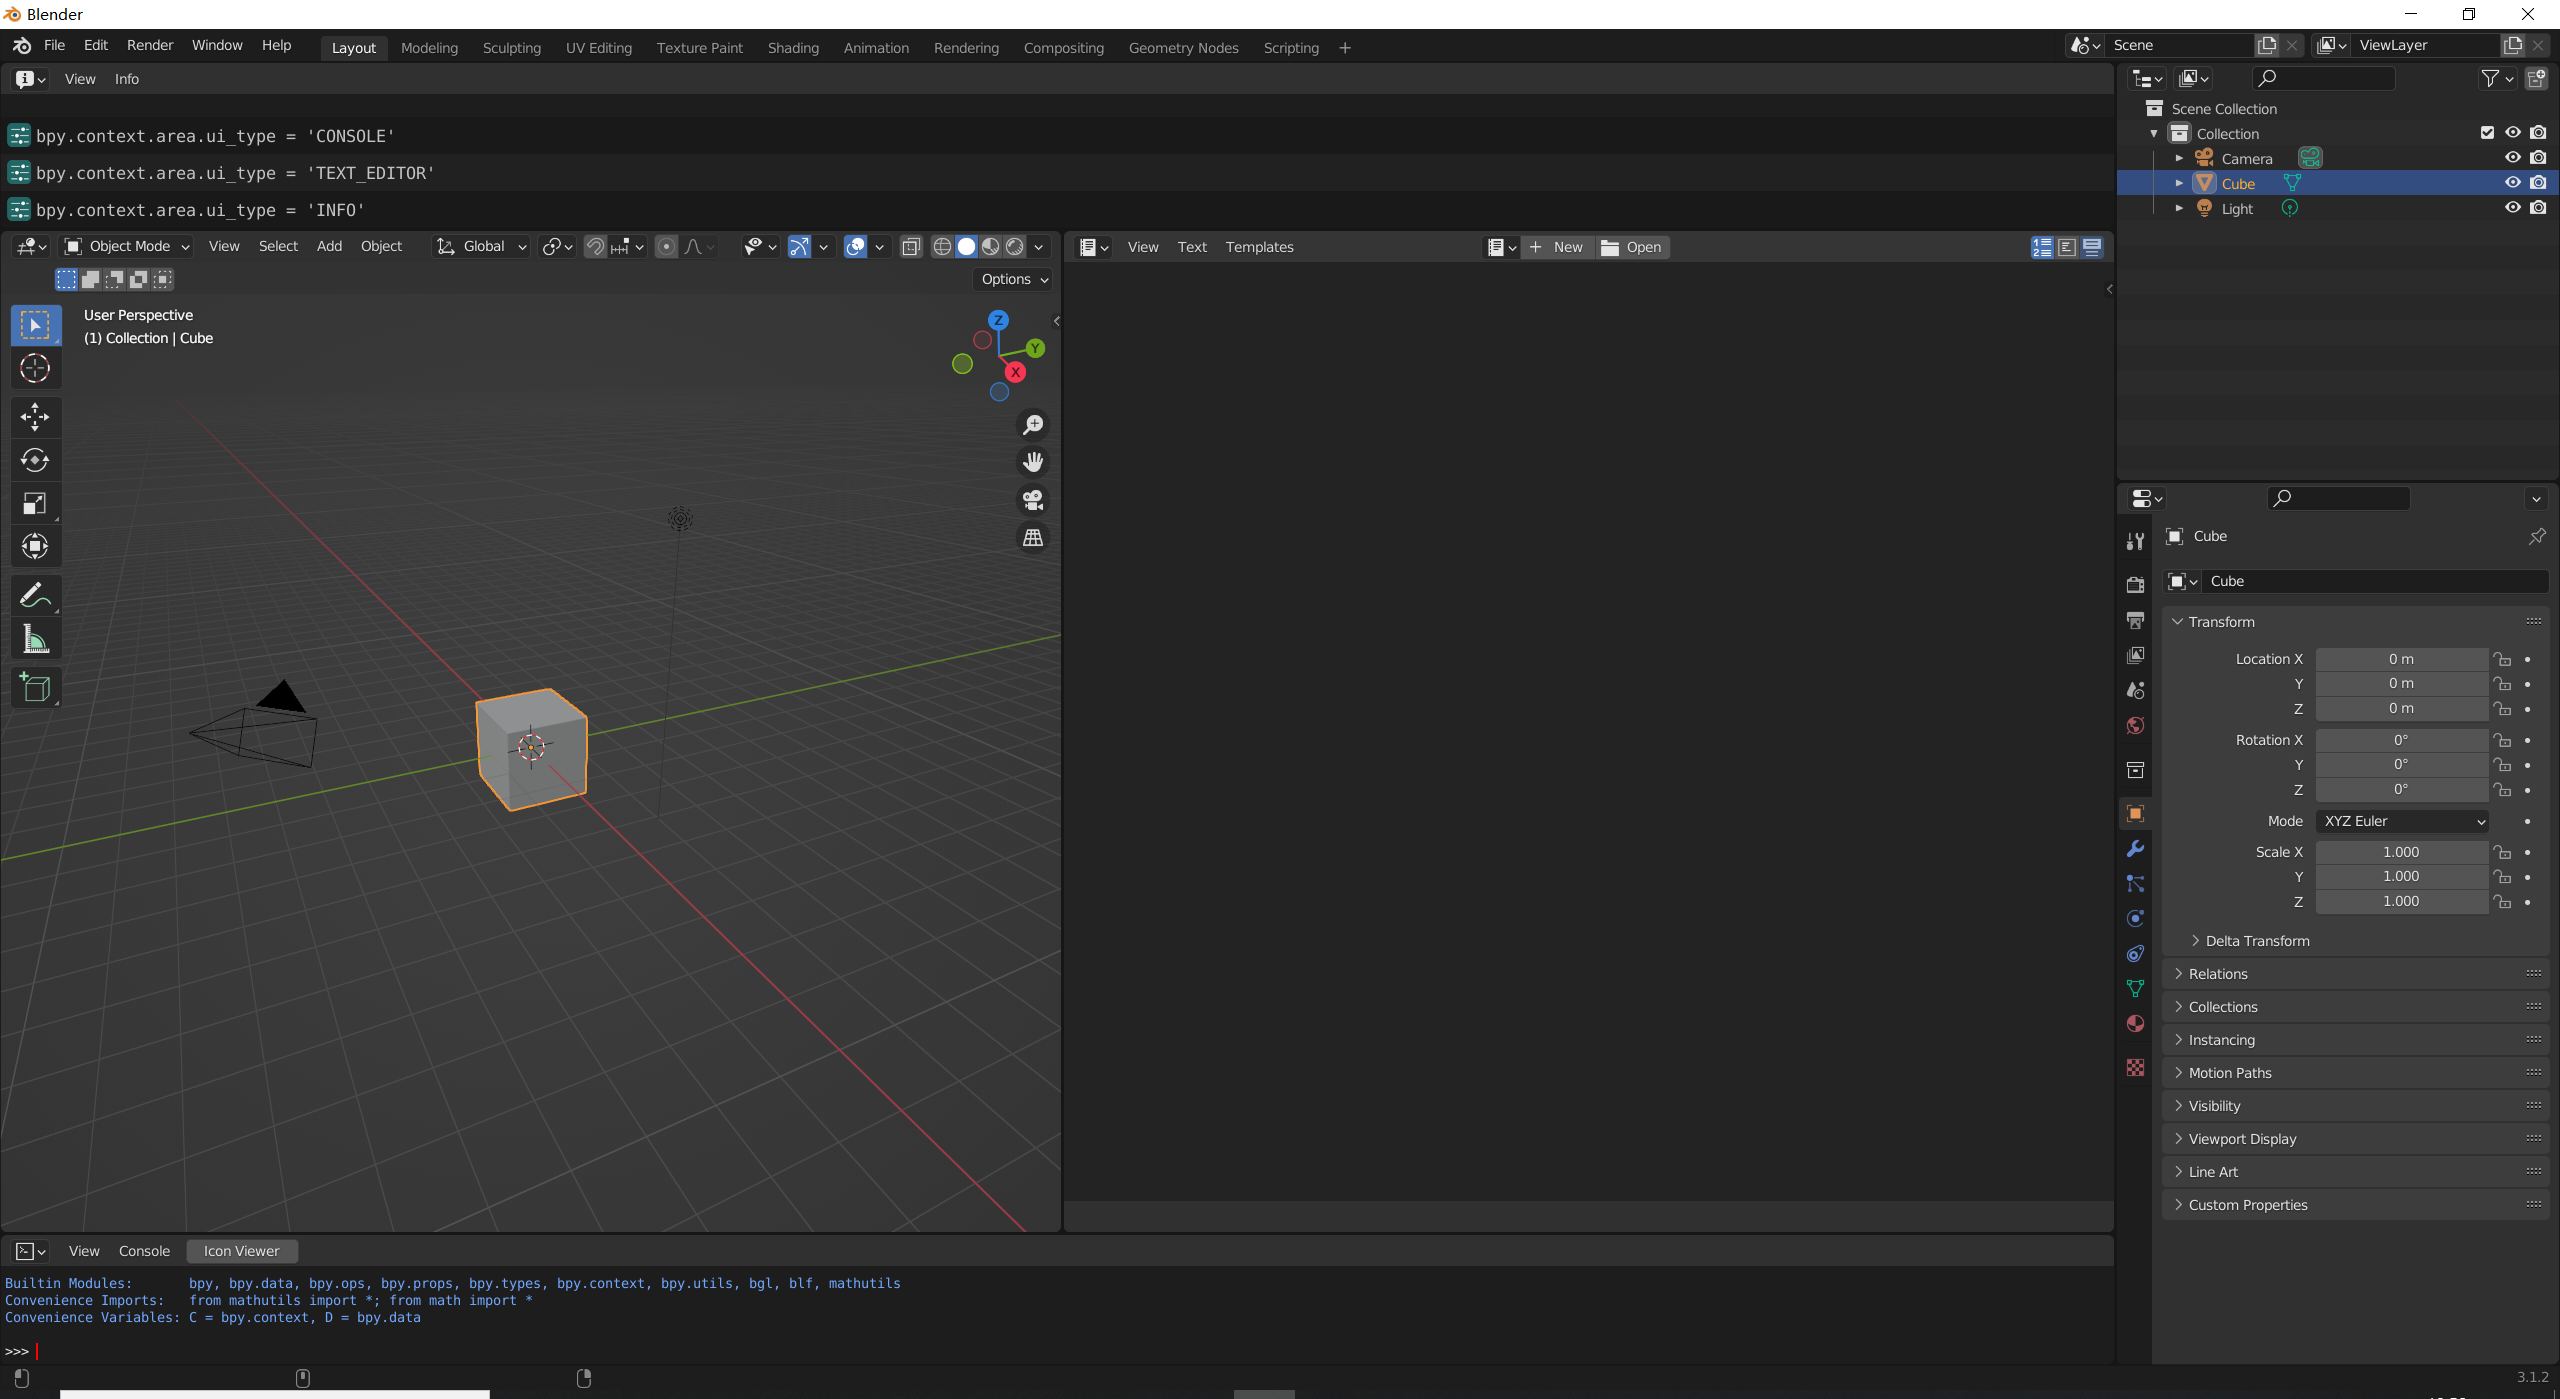 Blender
File Edit Render Window Help Layout Modeling Sculpting UV Editing Texture Paint Shading Animation Rendering Compositing Geometry Nodes Scripting + Scene ViewLayer
View Info
bpy.context.area.ui_type = 'CONSOLE'
bpy.context.area.ui_type = 'TEXT_EDITOR'
bpy.context.area.ui_type = 'INFO'
Object Mode View Select Add Object Global
Options
User Perspective
(1) Collection | Cube
Z
Y
X
View Text Templates + New Open
Scene Collection
Collection
Camera
Cube
Light
Cube
Cube
Transform
Location X 0 m
Y 0 m
Z 0 m
Rotation X 0°
Y 0°
Z 0°
Mode XYZ Euler
Scale X 1.000
Y 1.000
Z 1.000
Delta Transform
Relations
Collections
Instancing
Motion Paths
Visibility
Viewport Display
Line Art
Custom Properties
View Console Icon Viewer
Builtin Modules: bpy, bpy.data, bpy.ops, bpy.props, bpy.types, bpy.context, bpy.utils, bgl, blf, mathutils
Convenience Imports: from mathutils import *; from math import *
Convenience Variables: C = bpy.context, D = bpy.data
>>>
3.1.2